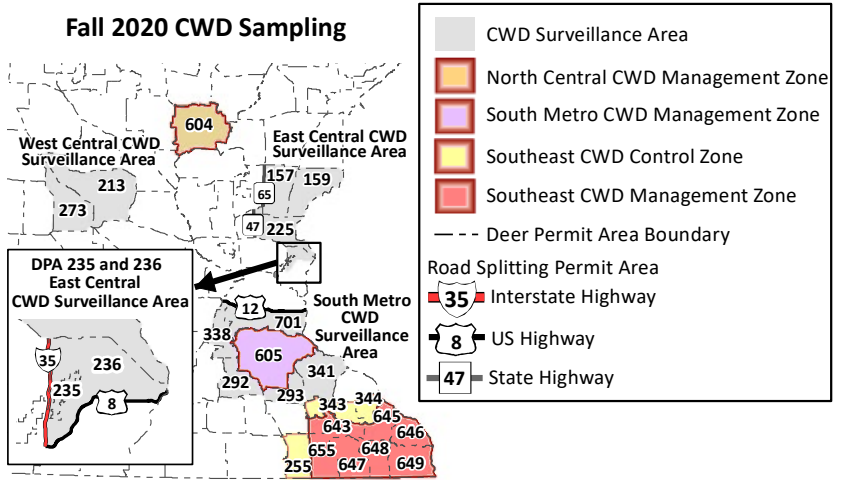 Fall 2020 CWD Sampling
604
West Central CWD
Surveillance Area
East Central CWD
Surveillance Area
213
273
157
159
65
47
225
DPA 235 and 236
East Central
CWD Surveillance Area
35
236
235
8
12
701
South Metro
CWD
Surveillance
Area
338
605
341
292
293
343
344
645
643
646
655
648
255
647
649
CWD Surveillance Area
North Central CWD Management Zone
South Metro CWD Management Zone
Southeast CWD Control Zone
Southeast CWD Management Zone
Deer Permit Area Boundary
Road Splitting Permit Area
35 Interstate Highway
8 US Highway
47 State Highway